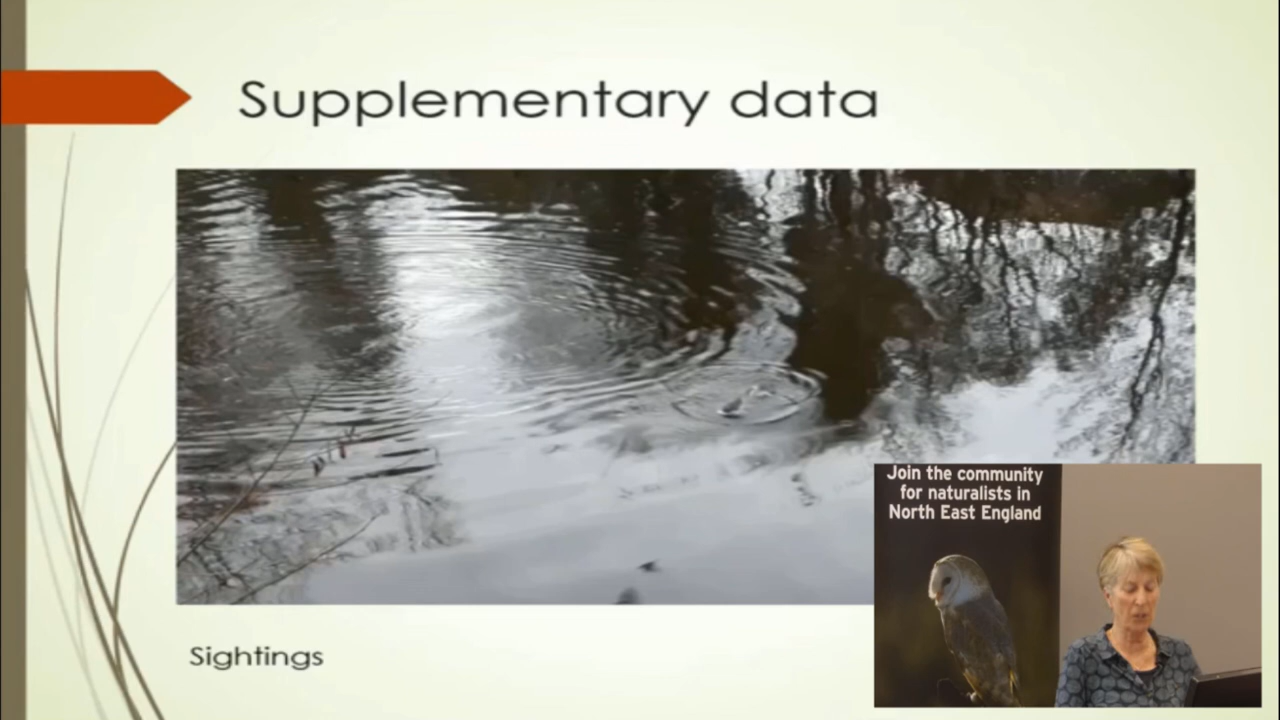 Supplementary data
Sightings
Join the community
for naturalists in
North East England